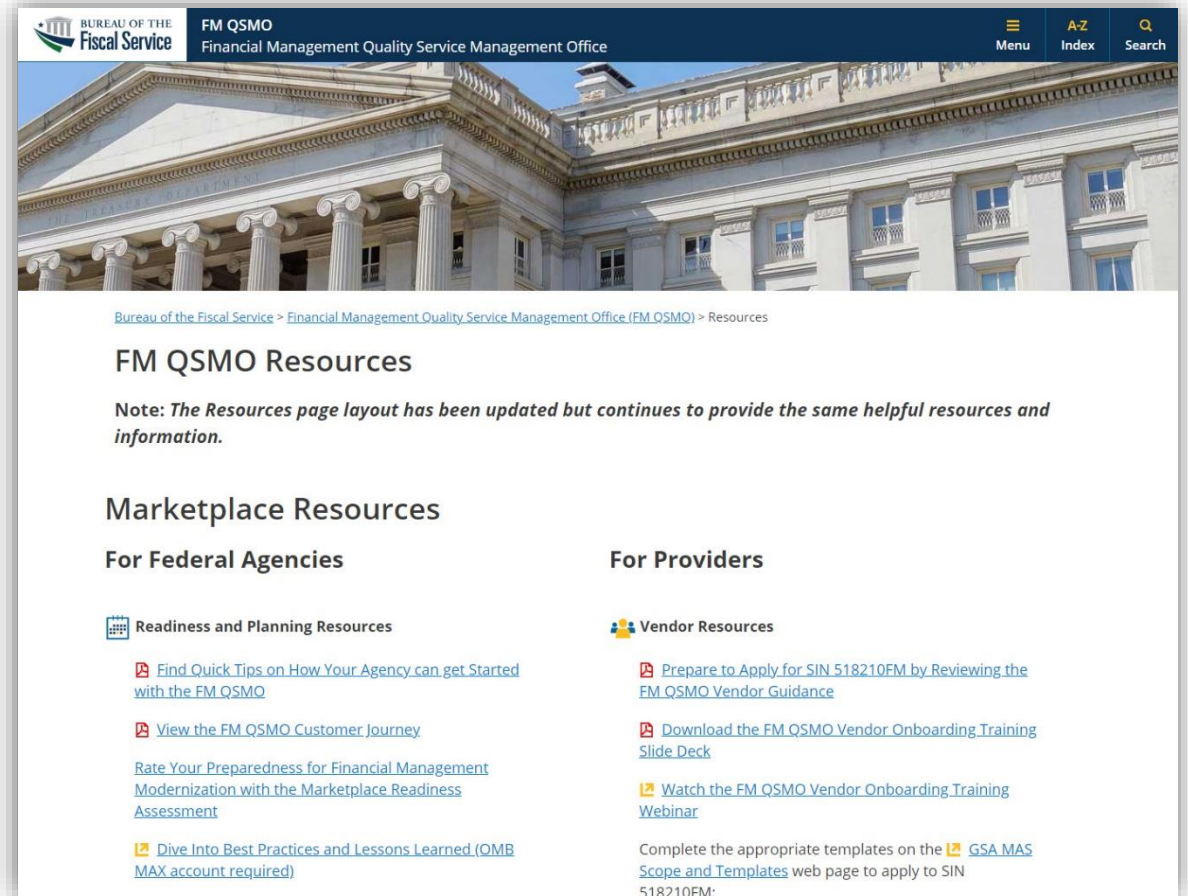 BUREAU OF THE
Fiscal Service
FM QSMO
Financial Management Quality Service Management Office
Menu
A-Z
Index
Search
THE TREASURY DEPARTMENT
Bureau of the Fiscal Service > Financial Management Quality Service Management Office (FM QSMO) > Resources
FM QSMO Resources
Note: The Resources page layout has been updated but continues to provide the same helpful resources and
information.
Marketplace Resources
For Federal Agencies
Readiness and Planning Resources
Find Quick Tips on How Your Agency can get Started
with the FM QSMO
View the FM QSMO Customer Journey
Rate Your Preparedness for Financial Management
Modernization with the Marketplace Readiness
Assessment
Dive Into Best Practices and Lessons Learned (OMB
MAX account required)
For Providers
Vendor Resources
Prepare to Apply for SIN 518210FM by Reviewing the
FM QSMO Vendor Guidance
Download the FM QSMO Vendor Onboarding Training
Slide Deck
Watch the FM QSMO Vendor Onboarding Training
Webinar
Complete the appropriate templates on the GSA MAS
Scope and Templates web page to apply to SIN
518210FM: